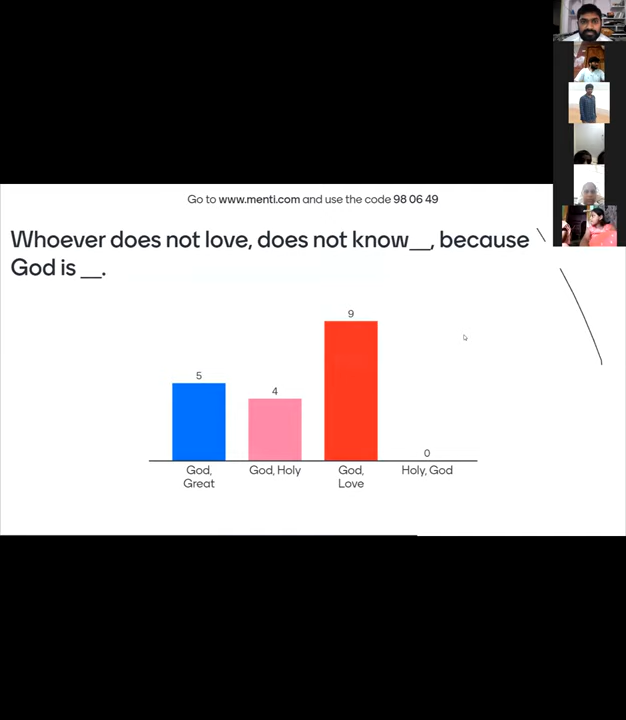 Go to www.menti.com and use the code 98 06 49
Whoever does not love, does not know__, because
God is __.
5
4
9
0
God,
Great
God, Holy
God,
Love
Holy, God